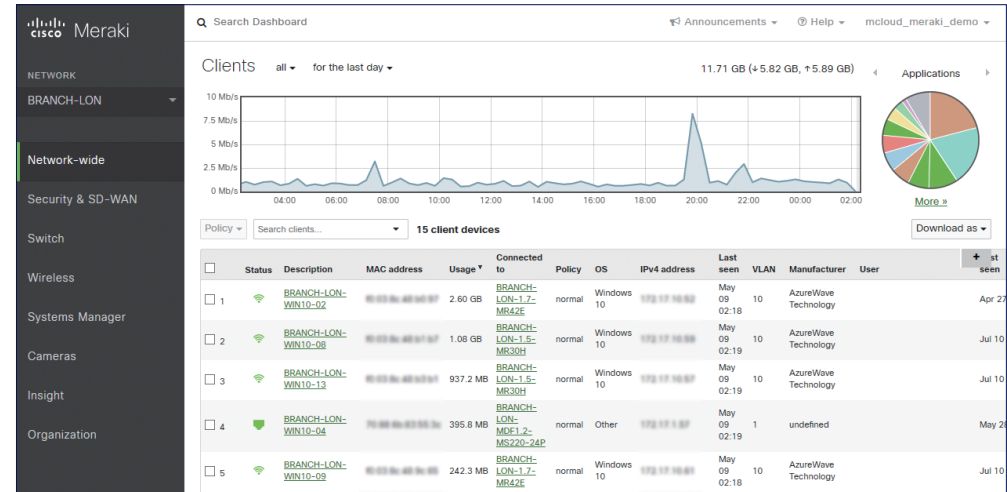 cisco Meraki
Search Dashboard
Announcements
Help
mcloud_meraki_demo
NETWORK
BRANCH-LON
Network-wide
Security & SD-WAN
Switch
Wireless
Systems Manager
Cameras
Insight
Organization
Clients all for the last day
11.71 GB (↓5.82 GB, ↑5.89 GB)
Applications
10 Mb/s
7.5 Mb/s
5 Mb/s
2.5 Mb/s
0 Mb/s
04:00 06:00 08:00 10:00 12:00 14:00 16:00 18:00 20:00 22:00 00:00 02:00
More »
Policy Search clients... 15 client devices Download as
Status Description MAC address Usage Connected to Policy OS IPv4 address Last seen VLAN Manufacturer User + st seen
1 BRANCH-LON-WIN10-02 2.60 GB BRANCH-LON-1.7-MR42E normal Windows 10 May 09 02:18 10 AzureWave Technology Apr 27
2 BRANCH-LON-WIN10-08 1.08 GB BRANCH-LON-1.5-MR30H normal Windows 10 May 09 02:19 10 AzureWave Technology Jul 10
3 BRANCH-LON-WIN10-13 937.2 MB BRANCH-LON-1.5-MR30H normal Windows 10 May 09 02:19 10 AzureWave Technology Jul 10
4 BRANCH-LON-WIN10-04 395.8 MB BRANCH-LON-MDF1.2-MS220-24P normal Other May 09 02:19 1 undefined May 28
5 BRANCH-LON-WIN10-09 242.3 MB BRANCH-LON-1.7-MR42E normal Windows 10 May 09 02:18 10 AzureWave Technology Jul 10